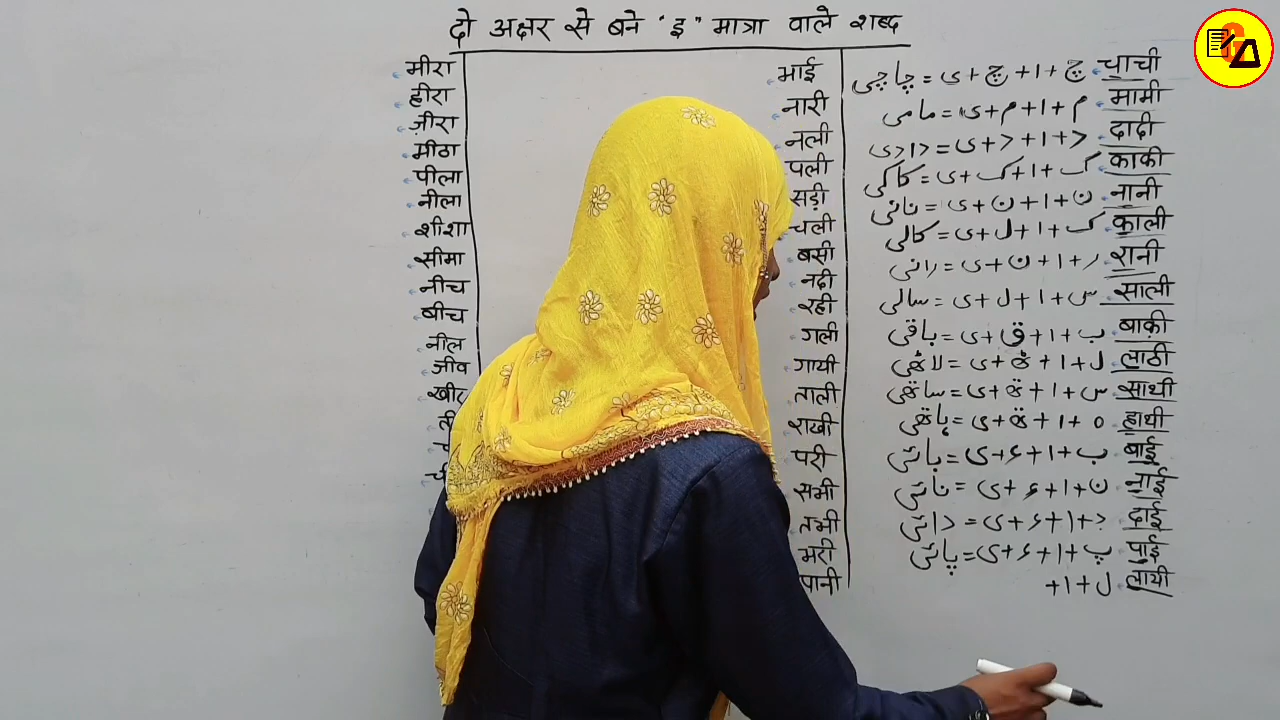 दो अक्षर से बने "इ" मात्रा वाले शब्द
मीरा
हीरा
ज़ीरा
मीठा
पीला
नीला
शीशा
सीमा
नीच
बीच
नील
जीव
भाई
नारी
नली
पली
सड़ी
चली
बसी
नदी
रही
गली
गायी
ताली
राखी
परी
सभी
तभी
भरी
पानी
चाची چ + ا + چ + ی = چاچی
मामी م + ا + م + ی = مامی
दादी د + ا + د + ی = دادی
काकी ک + ا + ک + ی = کاکی
नानी ن + ا + ن + ی = نانی
काली ک + ا + ل + ی = کالی
रानी ر + ا + ن + ی = رانی
साली س + ا + ل + ی = سالی
बाकी ب + ا + ق + ی = باقی
लाठी ل + ا + ٹھ + ی = لاٹھی
साथी س + ا + تھ + ی = ساتھی
हाथी ہ + ا + تھ + ی = ہاتھی
बाई ب + ا + ء + ی = بائی
नाई ن + ا + ء + ی = نائی
दाई د + ا + ء + ی = دائی
पाई پ + ا + ء + ی = پائی
लायी ل + ا +